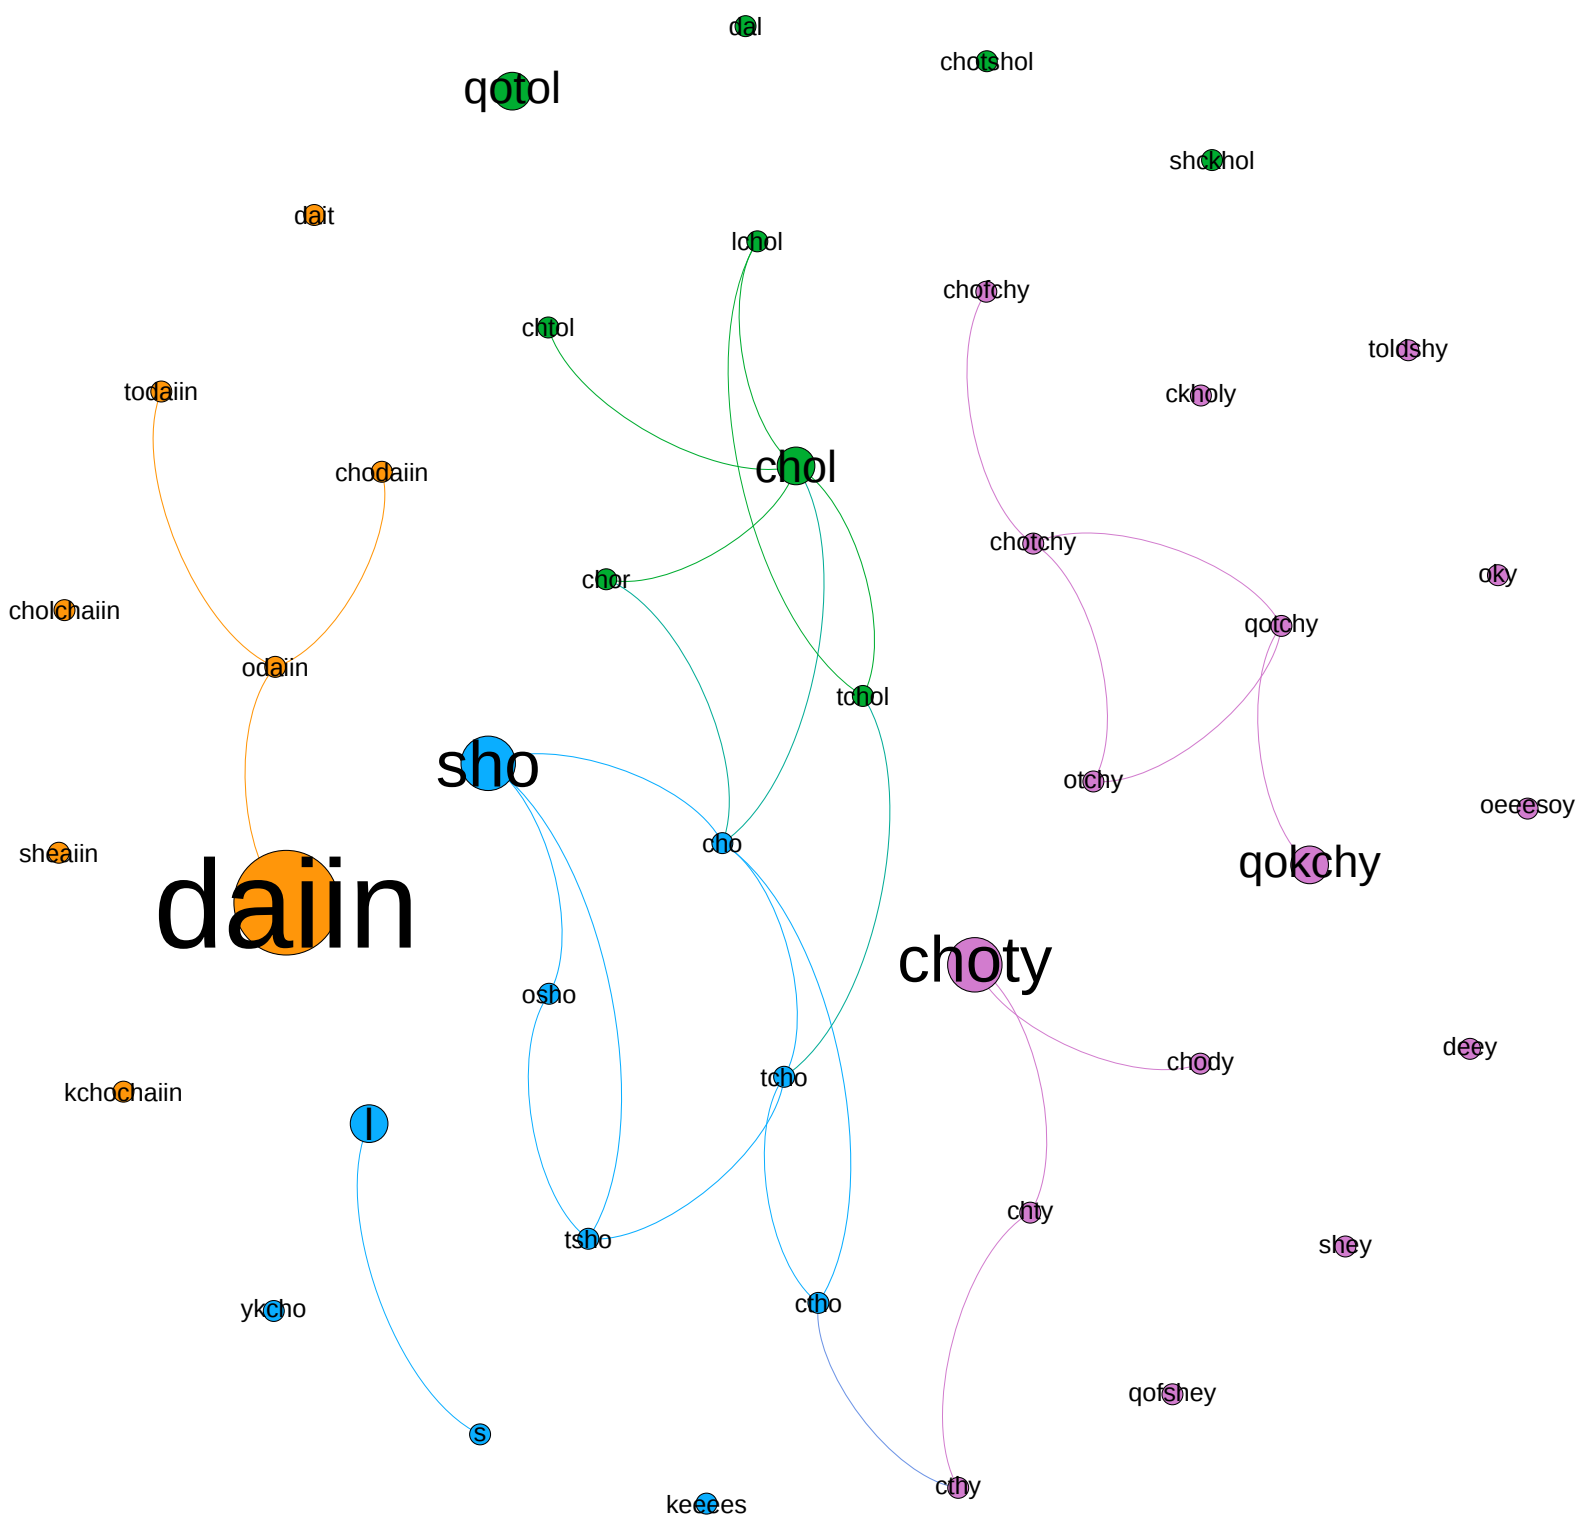 dal
chotshol
qotol
shckhol
dait
lchol
chofchy
chtol
toldshy
todaiin
ckholy
chol
chodaiin
chotchy
oky
chor
cholchaiin
qotchy
odaiin
tchol
sho
otchy
oeeesoy
cho
sheaiin
qokchy
daiin
choty
osho
deey
chody
tcho
kchochaiin
l
chty
tsho
shey
ctho
ykcho
qofshey
s
cthy
keeees